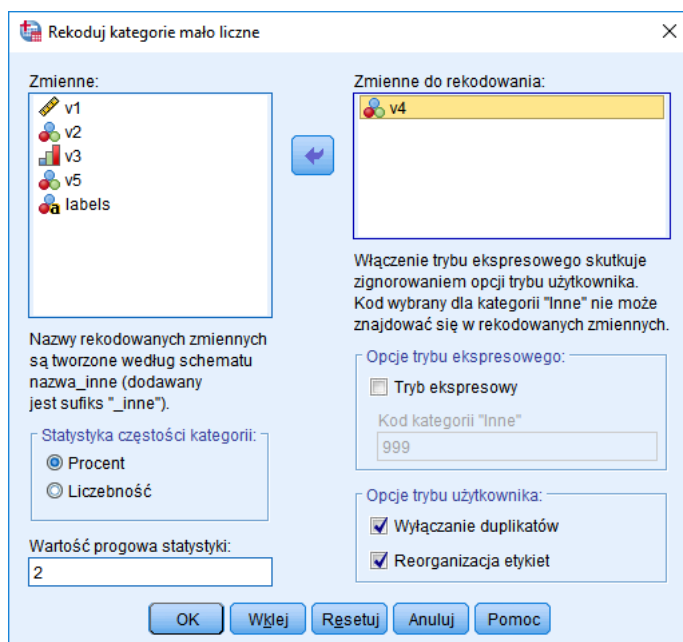 Rekoduj kategorie mało liczne
Zmienne:
v1
v2
v3
v5
labels
Nazwy rekodowanych zmiennych
są tworzone według schematu
nazwa_inne (dodawany
jest sufiks "_inne").
Statystyka częstości kategorii:
Procent
Liczebność
Wartość progowa statystyki:
2
Zmienne do rekodowania:
v4
Włączenie trybu ekspresowego skutkuje
zignorowaniem opcji trybu użytkownika.
Kod wybrany dla kategorii "Inne" nie może
znajdować się w rekodowanych zmiennych.
Opcje trybu ekspresowego:
Tryb ekspresowy
Kod kategorii "Inne"
999
Opcje trybu użytkownika:
Wyłączanie duplikatów
Reorganizacja etykiet
OK Wklej Resetuj Anuluj Pomoc